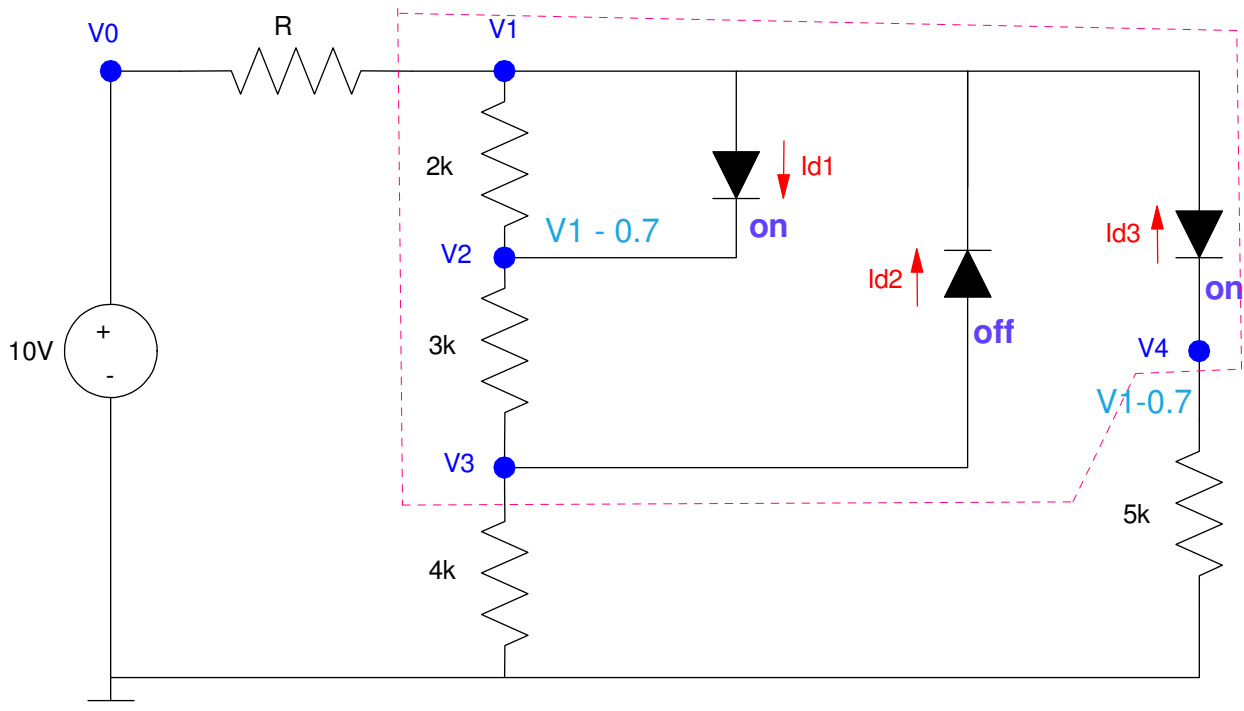 V0
R
V1
2k
Id1
V1 - 0.7
on
V2
Id3
Id2
on
10V
+
-
3k
off
V4
V1-0.7
V3
5k
4k